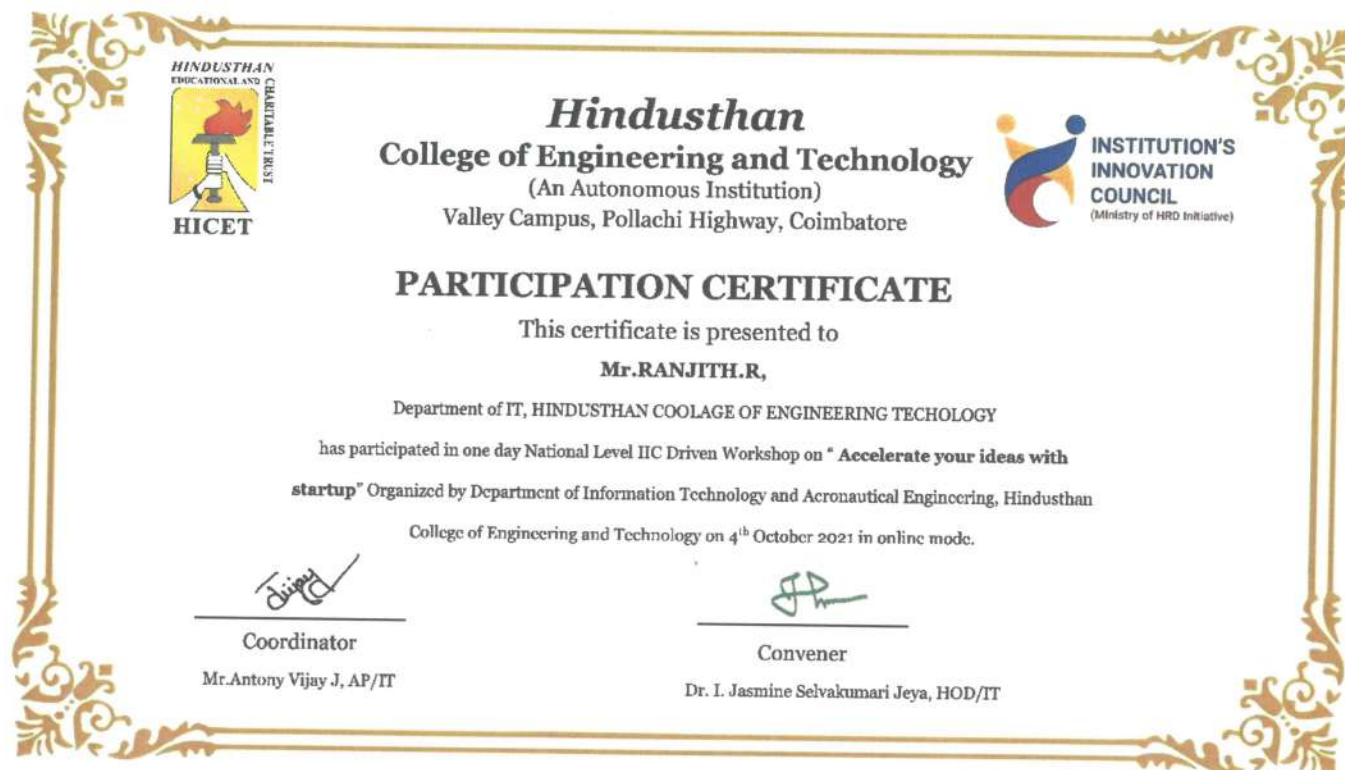 HINDUSTHAN
EDUCATIONAL AND
CHARITABLE TRUST
HICET
Hindusthan
College of Engineering and Technology
(An Autonomous Institution)
Valley Campus, Pollachi Highway, Coimbatore
INSTITUTION'S
INNOVATION
COUNCIL
(Ministry of HRD Initiative)
PARTICIPATION CERTIFICATE
This certificate is presented to
Mr.RANJITH.R,
Department of IT, HINDUSTHAN COOLAGE OF ENGINEERING TECHOLOGY
has participated in one day National Level IIC Driven Workshop on " Accelerate your ideas with
startup" Organized by Department of Information Technology and Aeronautical Engineering, Hindusthan
College of Engineering and Technology on 4th October 2021 in online mode.
Coordinator
Mr.Antony Vijay J, AP/IT
Convener
Dr. I. Jasmine Selvakumari Jeya, HOD/IT